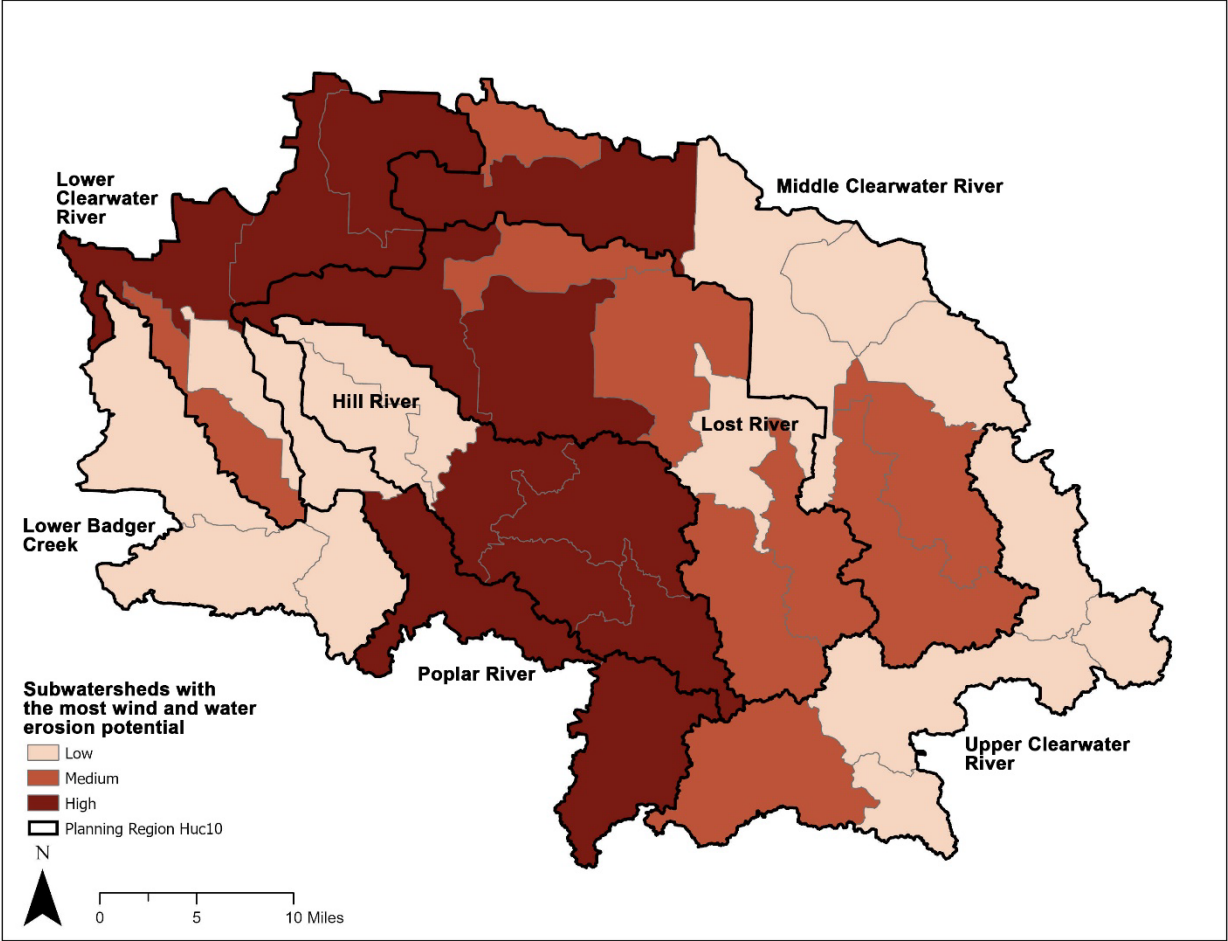 Lower
Clearwater
River
Middle Clearwater River
Hill River
Lost River
Lower Badger
Creek
Poplar River
Upper Clearwater
River
Subwatersheds with
the most wind and water
erosion potential
Low
Medium
High
Planning Region Huc10
N
0 5 10 Miles